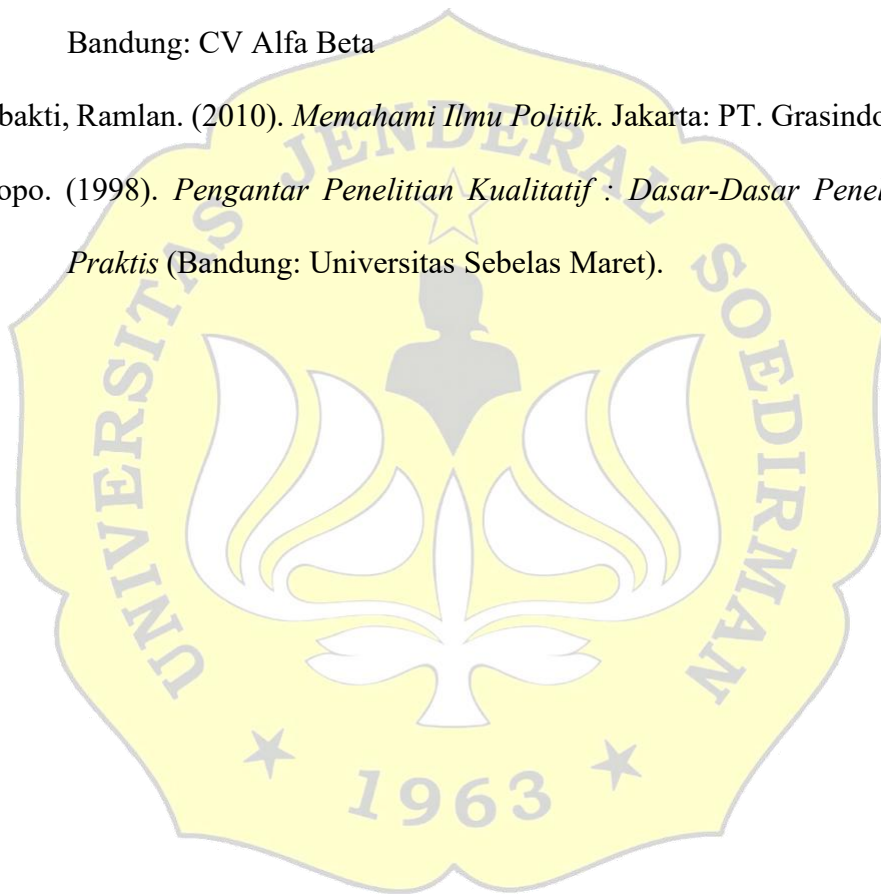 Bandung: CV Alfa Beta
bakti, Ramlan. (2010). Memahami Ilmu Politik. Jakarta: PT. Grasindo
opo. (1998). Pengantar Penelitian Kualitatif : Dasar-Dasar Penel
Praktis (Bandung: Universitas Sebelas Maret).
UNIVERSITAS JENDERAL SOEDIRMAN
1963